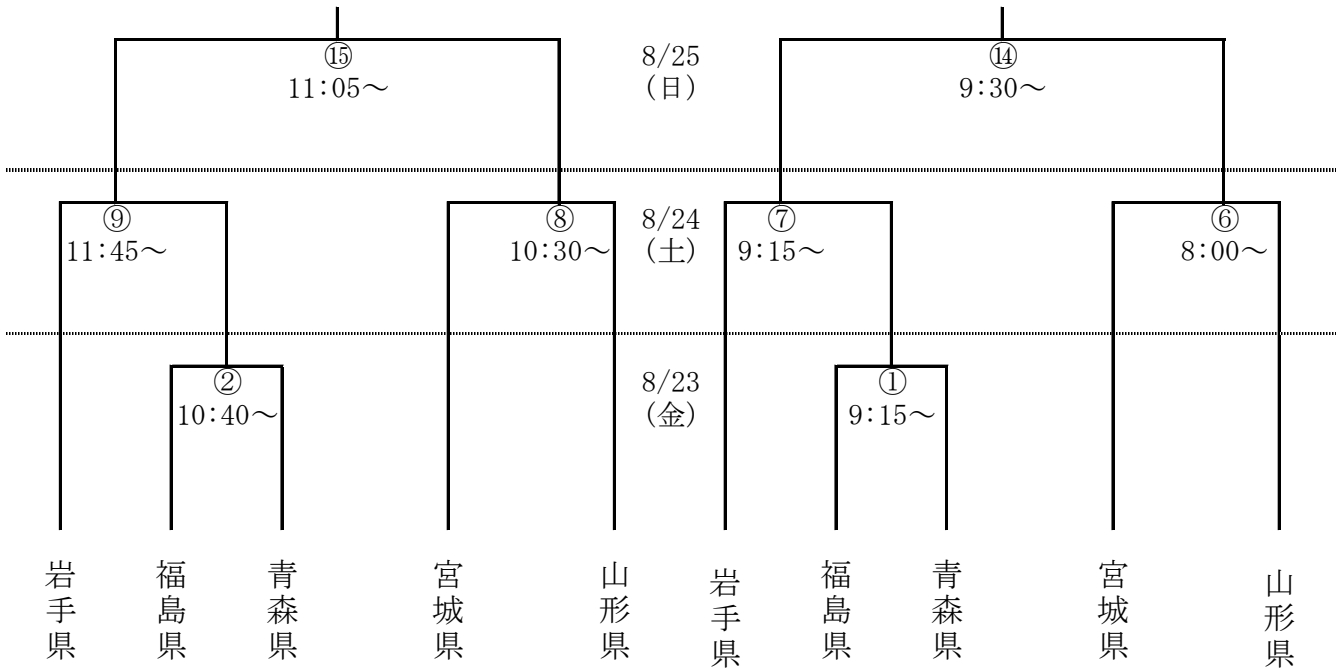 ⑮
11:05～
8/25
(日)
⑭
9:30～
⑨
11:45～
⑧
10:30～
8/24
(土)
⑦
9:15～
⑥
8:00～
②
10:40～
8/23
(金)
①
9:15～
岩手県
福島県
青森県
宮城県
山形県
岩手県
福島県
青森県
宮城県
山形県